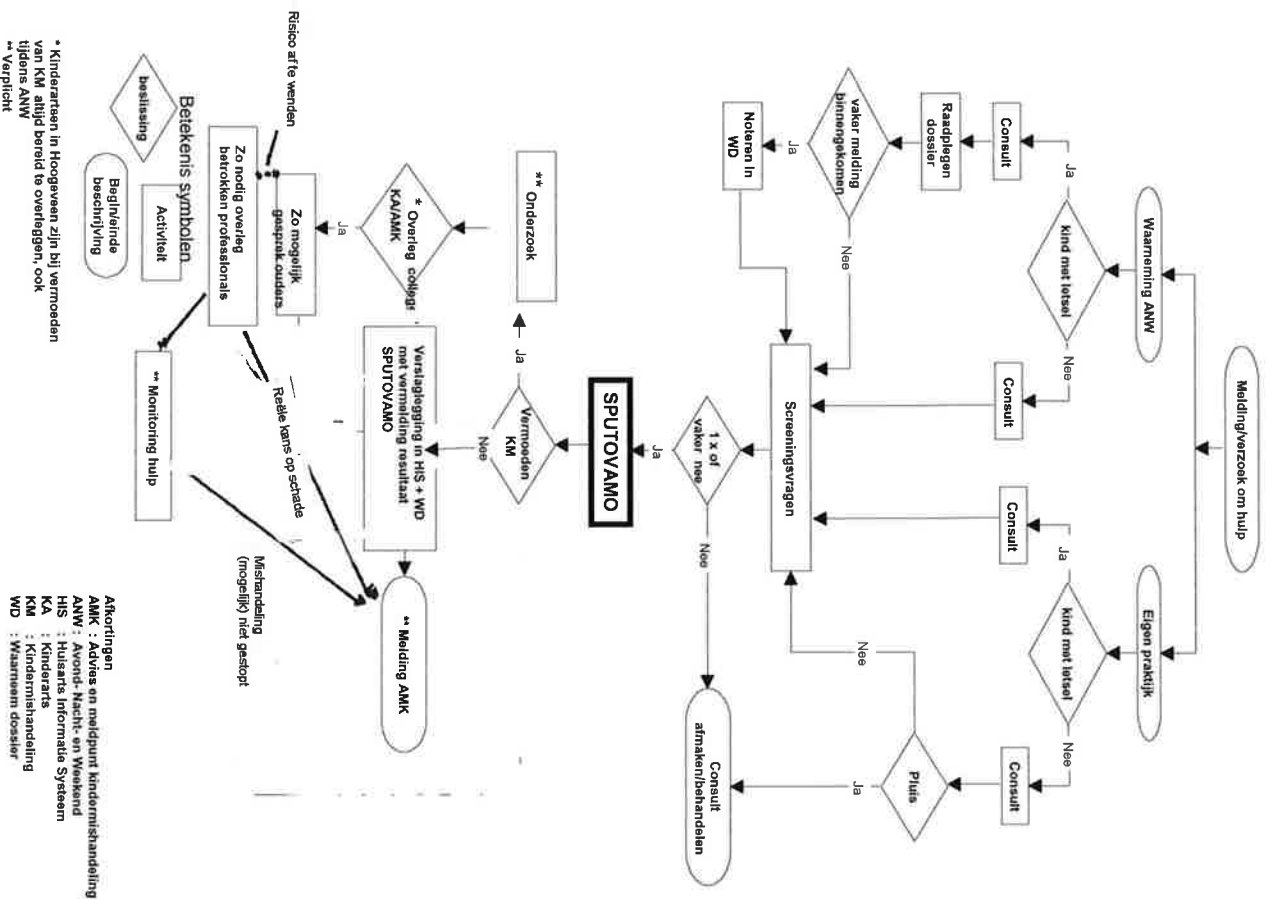 Melding/verzoek om hulp
Waarneming ANW
Eigen praktijk
kind met letsel
kind met letsel
Ja
Nee
Ja
Nee
Consult
Consult
Consult
Consult
Raadplegen
dossier
Pluis
vaker melding
binnengekomen
Nee
Nee
Ja
Ja
Noteren in
WD
Screeningsvragen
Consult
afmaken/behandelen
1 x of
vaker nee
Nee
Ja
SPUTOVAMO
** Onderzoek
Ja
Vermoeden
KM
Nee
* Overleg collega
KA/AMK
Verslaglegging in HIS + WD
met vermelding resultaat
SPUTOVAMO
** Melding AMK
Ja
Zo mogelijk
gesprek ouders
Risico af te wenden
Reële kans op schade
Mishandeling
(mogelijk) niet gestopt
Zo nodig overleg
betrokken professionals
** Monitoring hulp
Betekenis symbolen
beslissing
Activiteit
Begin/einde
beschrijving
* Kinderartsen in Hoogeveen zijn bij vermoeden
van KM altijd bereid te overleggen, ook
tijdens ANW
** Verplicht
Afkortingen
AMK : Advies en meldpunt kindermishandeling
ANW : Avond- Nacht- en Weekend
HIS : Huisarts Informatie Systeem
KA : Kinderarts
KM : Kindermishandeling
WD : Waarneem dossier